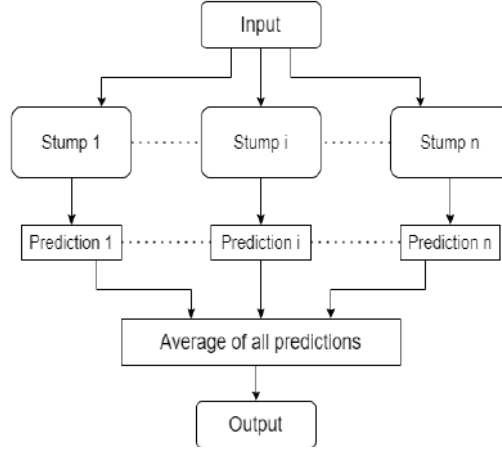 Input
Stump 1
Stump i
Stump n
Prediction 1
Prediction i
Prediction n
Average of all predictions
Output